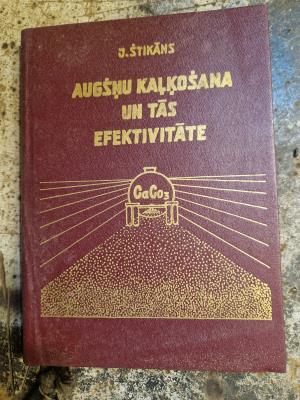 J. ŠTIKĀNS
AUGŠŅU KAĻĶOŠANA
UN TĀS
EFEKTIVITĀTE
CaCo₃